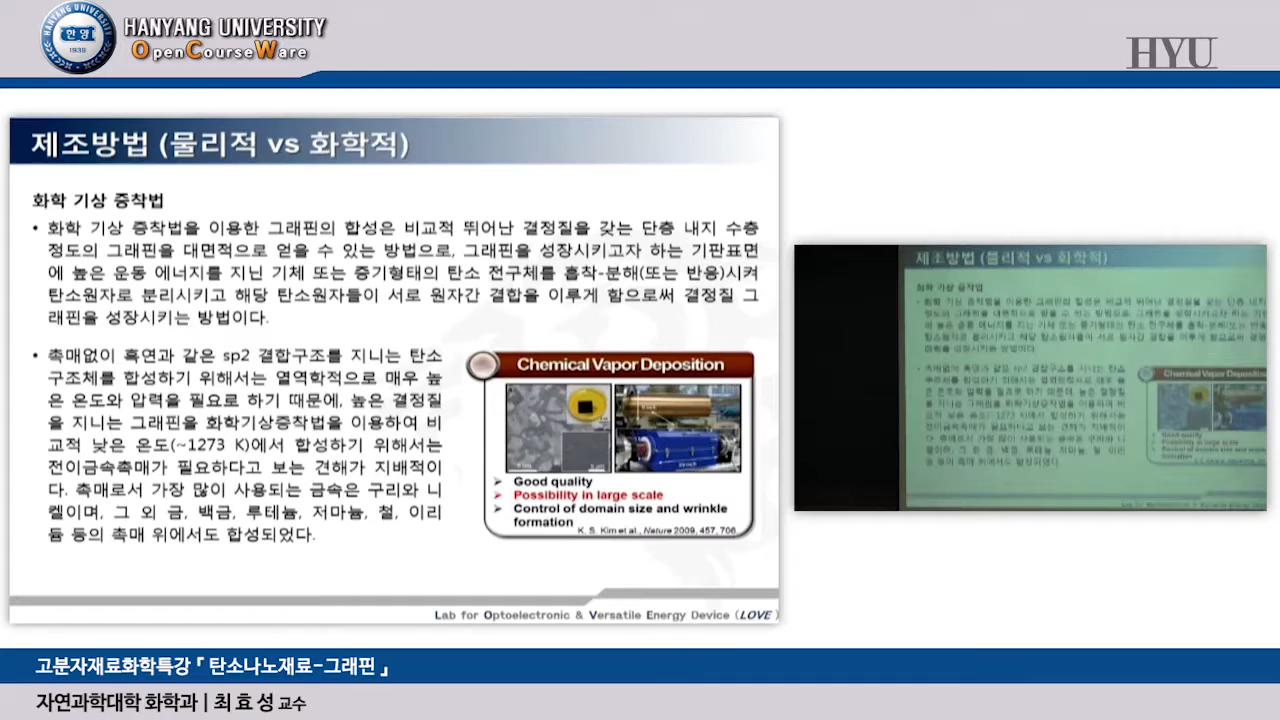 HANYANG UNIVERSITY
OpenCourseWare
한양
1939
HYU
제조방법 (물리적 vs 화학적)
화학 기상 증착법
• 화학 기상 증착법을 이용한 그래핀의 합성은 비교적 뛰어난 결정질을 갖는 단층 내지 수층
정도의 그래핀을 대면적으로 얻을 수 있는 방법으로, 그래핀을 성장시키고자 하는 기판표면
에 높은 운동 에너지를 지닌 기체 또는 증기형태의 탄소 전구체를 흡착-분해(또는 반응)시켜
탄소원자로 분리시키고 해당 탄소원자들이 서로 원자간 결합을 이루게 함으로써 결정질 그
래핀을 성장시키는 방법이다.
• 촉매없이 흑연과 같은 sp2 결합구조를 지니는 탄소
구조체를 합성하기 위해서는 열역학적으로 매우 높
은 온도와 압력을 필요로 하기 때문에, 높은 결정질
을 지니는 그래핀을 화학기상증착법을 이용하여 비
교적 낮은 온도(~1273 K)에서 합성하기 위해서는
전이금속촉매가 필요하다고 보는 견해가 지배적이
다. 촉매로서 가장 많이 사용되는 금속은 구리와 니
켈이며, 그 외 금, 백금, 루테늄, 저마늄, 철, 이리
듐 등의 촉매 위에서도 합성되었다.
Chemical Vapor Deposition
➢ Good quality
➢ Possibility in large scale
➢ Control of domain size and wrinkle
formation
K. S. Kim et al., Nature 2009, 457, 706
Lab for Optoelectronic & Versatile Energy Device (LOVE )
제조방법 (물리적 vs 화학적)
화학 기상 증착법
Chemical Vapor Depositio
Good quality
Possibility in large scale
고분자재료화학특강『 탄소나노재료-그래핀 』
자연과학대학 화학과 | 최 효 성 교수